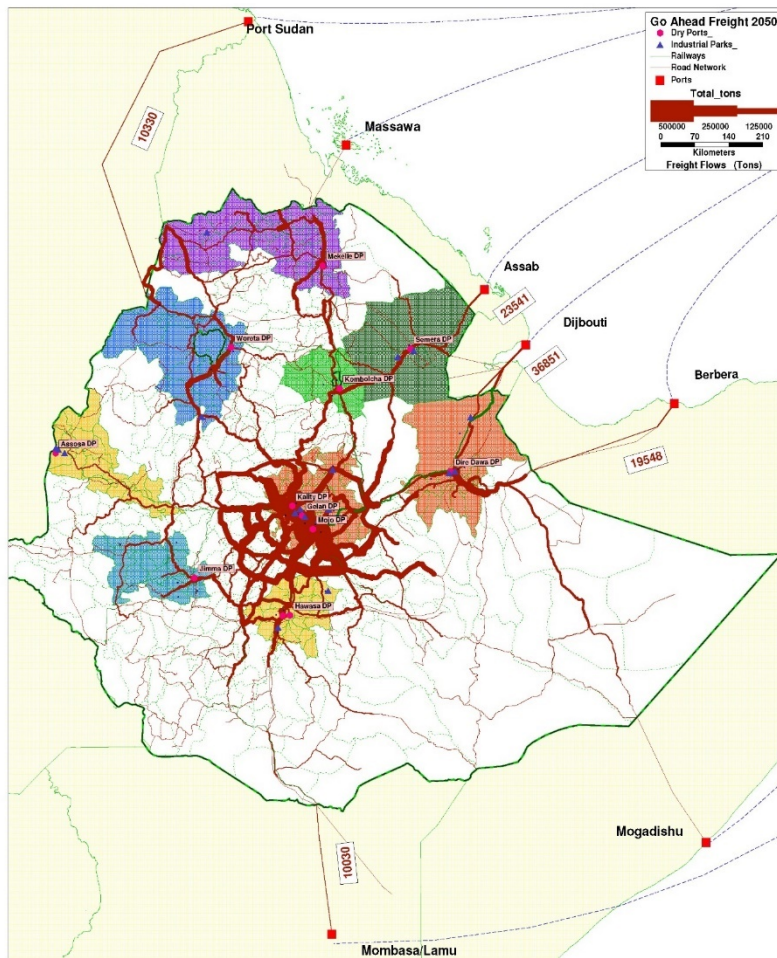 Go Ahead Freight 2050
Dry Ports_
Industrial Parks_
Railways
Road Network
Ports
Total_tons
500000 250000 125000
0 70 140 210
Kilometers
Freight Flows (Tons)
Port Sudan
10330
Massawa
Mekelle DP
Assab
23541
Dijbouti
36851
Worota DP
Semera DP
Kombolcha DP
Berbera
19548
Assosa DP
Dire Dawa DP
Kality DP
Gelan DP
Mojo DP
Jimma DP
Hawasa DP
Mogadishu
10030
Mombasa/Lamu